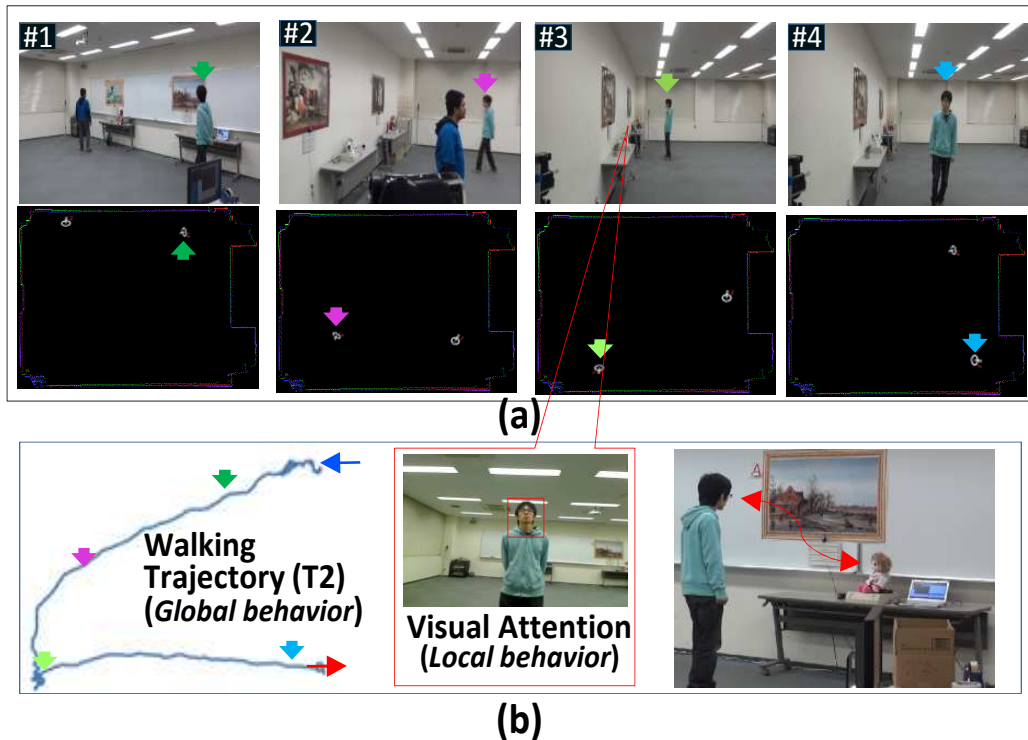 #1
#2
#3
#4
(a)
Walking
Trajectory (T2)
(Global behavior)
Visual Attention
(Local behavior)
A
(b)